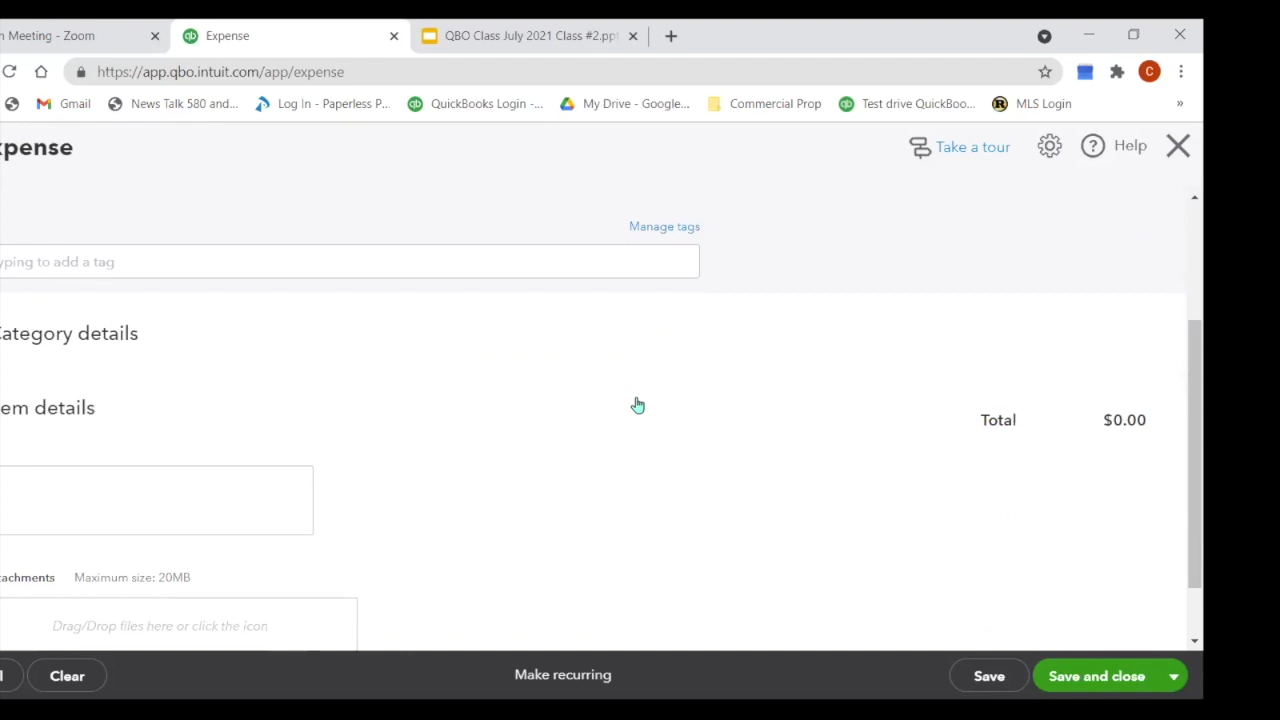 n Meeting - Zoom
Expense
QBO Class July 2021 Class #2.ppt
https://app.qbo.intuit.com/app/expense
C
Gmail
News Talk 580 and...
Log In - Paperless P...
QuickBooks Login -...
My Drive - Google...
Commercial Prop
Test drive QuickBoo...
R
MLS Login
»
xpense
Take a tour
? Help
Manage tags
yping to add a tag
Category details
em details
Total $0.00
tachments Maximum size: 20MB
Drag/Drop files here or click the icon
l
Clear
Make recurring
Save
Save and close